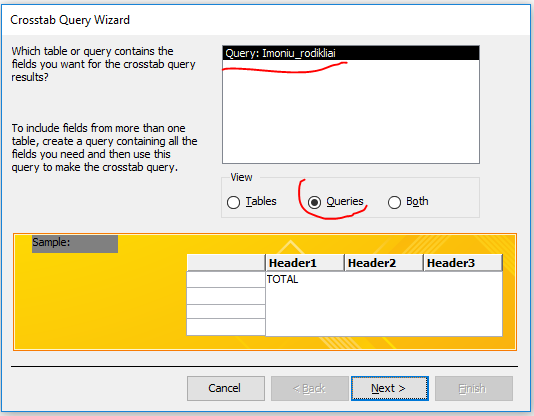 Crosstab Query Wizard
Which table or query contains the
fields you want for the crosstab query
results?
To include fields from more than one
table, create a query containing all the
fields you need and then use this
query to make the crosstab query.
Query: Imoniu_rodikliai
View
Tables
Queries
Both
Sample:
Header1 Header2 Header3
TOTAL
Cancel < Back Next > Finish